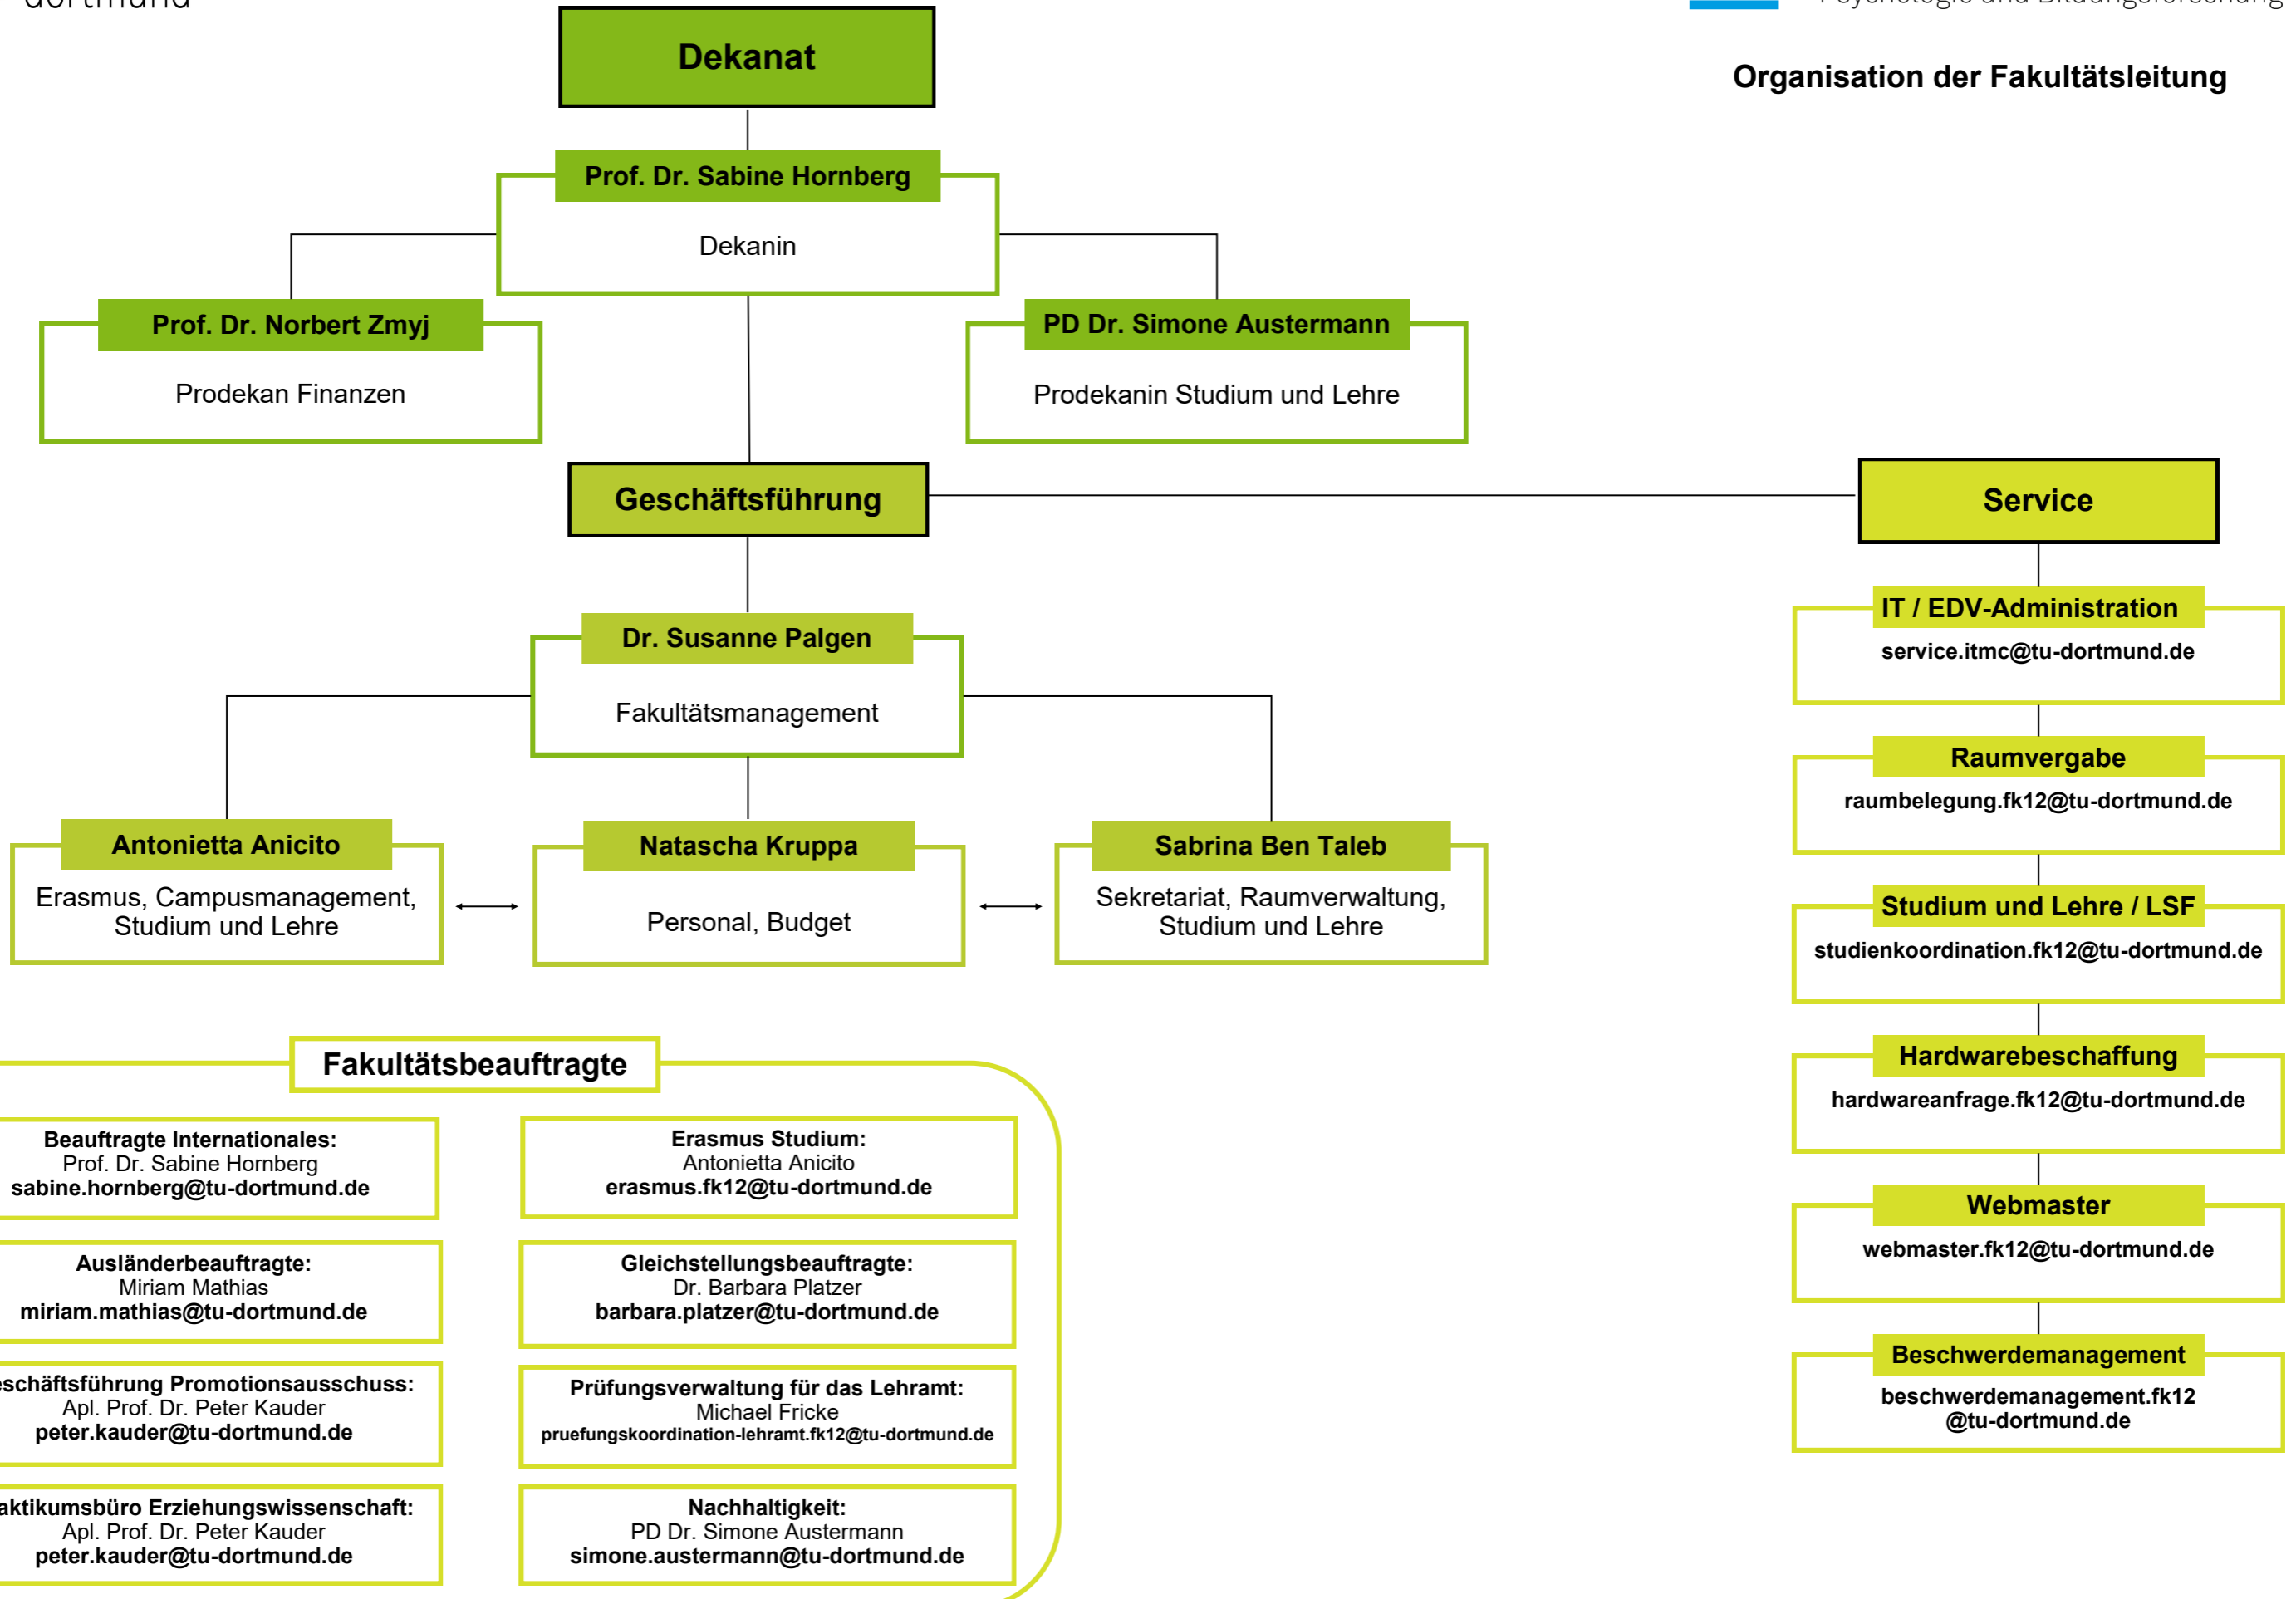 dortmund
Psychologie und Bildungsforschung
Organisation der Fakultätsleitung
Dekanat
Prof. Dr. Sabine Hornberg
Dekanin
Prof. Dr. Norbert Zmyj
Prodekan Finanzen
PD Dr. Simone Austermann
Prodekanin Studium und Lehre
Geschäftsführung
Dr. Susanne Palgen
Fakultätsmanagement
Antonietta Anicito
Erasmus, Campusmanagement,
Studium und Lehre
Natascha Kruppa
Personal, Budget
Sabrina Ben Taleb
Sekretariat, Raumverwaltung,
Studium und Lehre
Service
IT / EDV-Administration
service.itmc@tu-dortmund.de
Raumvergabe
raumbelegung.fk12@tu-dortmund.de
Studium und Lehre / LSF
studienkoordination.fk12@tu-dortmund.de
Hardwarebeschaffung
hardwareanfrage.fk12@tu-dortmund.de
Webmaster
webmaster.fk12@tu-dortmund.de
Beschwerdemanagement
beschwerdemanagement.fk12
@tu-dortmund.de
Fakultätsbeauftragte
Beauftragte Internationales:
Prof. Dr. Sabine Hornberg
sabine.hornberg@tu-dortmund.de
Erasmus Studium:
Antonietta Anicito
erasmus.fk12@tu-dortmund.de
Ausländerbeauftragte:
Miriam Mathias
miriam.mathias@tu-dortmund.de
Gleichstellungsbeauftragte:
Dr. Barbara Platzer
barbara.platzer@tu-dortmund.de
eschäftsführung Promotionsausschuss:
Apl. Prof. Dr. Peter Kauder
peter.kauder@tu-dortmund.de
Prüfungsverwaltung für das Lehramt:
Michael Fricke
pruefungskoordination-lehramt.fk12@tu-dortmund.de
aktikumsbüro Erziehungswissenschaft:
Apl. Prof. Dr. Peter Kauder
peter.kauder@tu-dortmund.de
Nachhaltigkeit:
PD Dr. Simone Austermann
simone.austermann@tu-dortmund.de